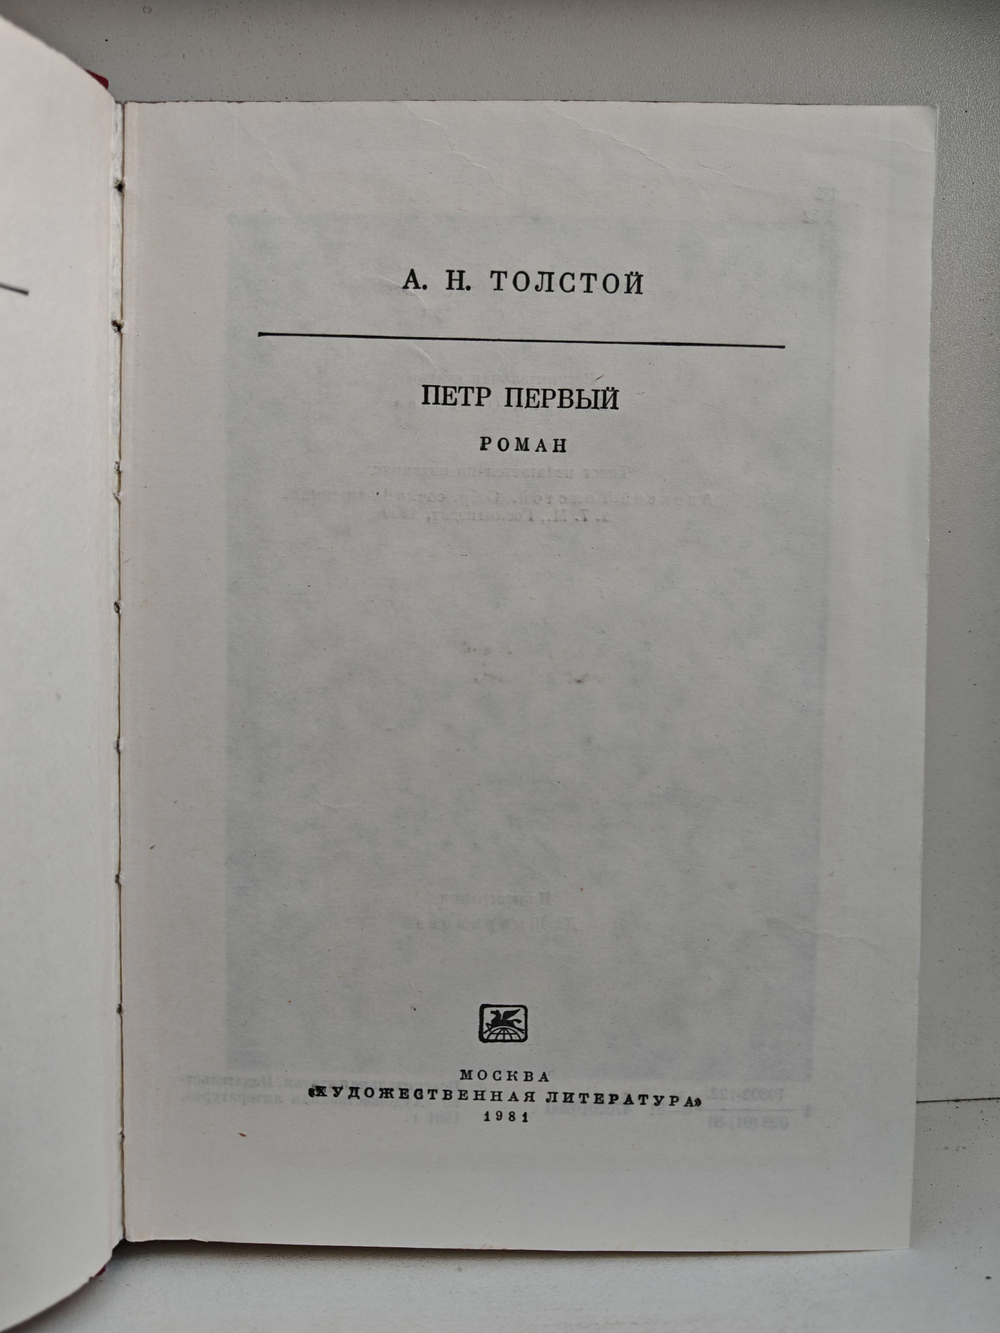 А. Н. ТОЛСТОЙ
ПЕТР ПЕРВЫЙ
РОМАН
МОСКВА
«ХУДОЖЕСТВЕННАЯ ЛИТЕРАТУРА»
1981